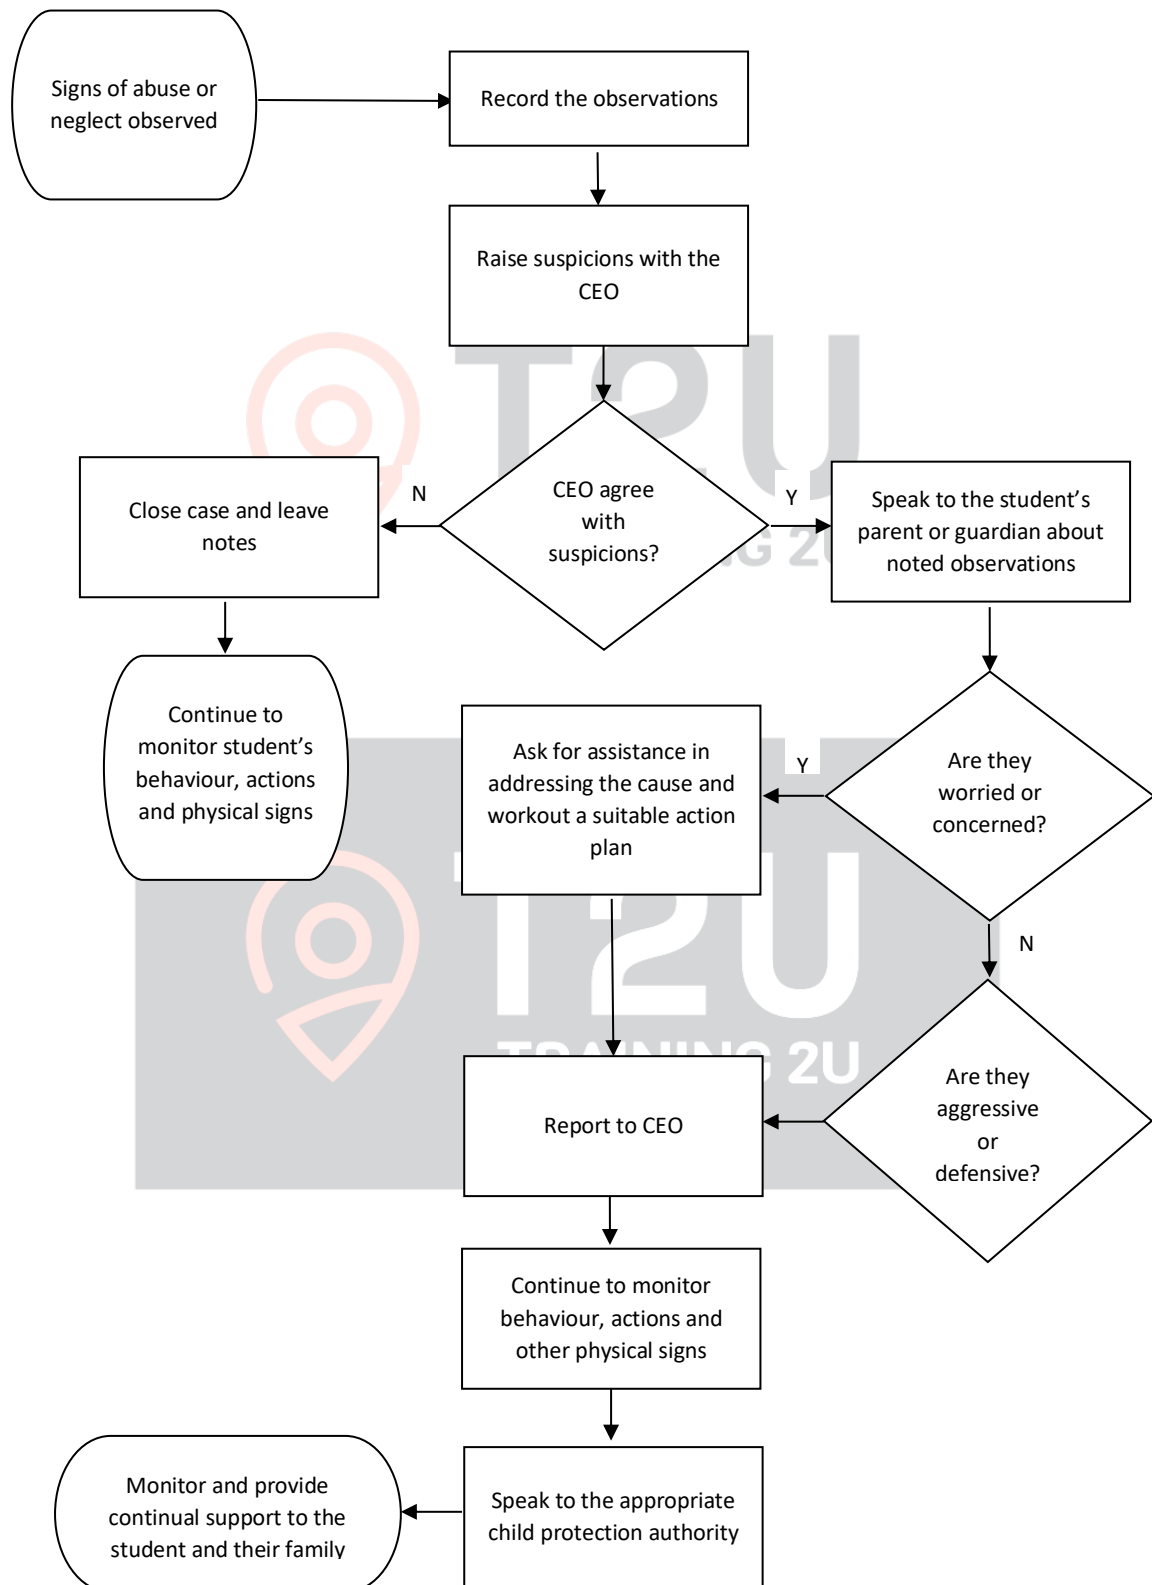 Signs of abuse or
neglect observed
Record the observations
Raise suspicions with the
CEO
T2U
CEO agree
with
suspicions?
N
Y
Close case and leave
notes
Speak to the student’s
parent or guardian about
noted observations
Continue to
monitor student’s
behaviour, actions
and physical signs
Ask for assistance in
addressing the cause and
workout a suitable action
plan
Y
Are they
worried or
concerned?
N
T2U
TRAINING 2U
Report to CEO
Are they
aggressive
or
defensive?
Continue to monitor
behaviour, actions and
other physical signs
Speak to the appropriate
child protection authority
Monitor and provide
continual support to the
student and their family